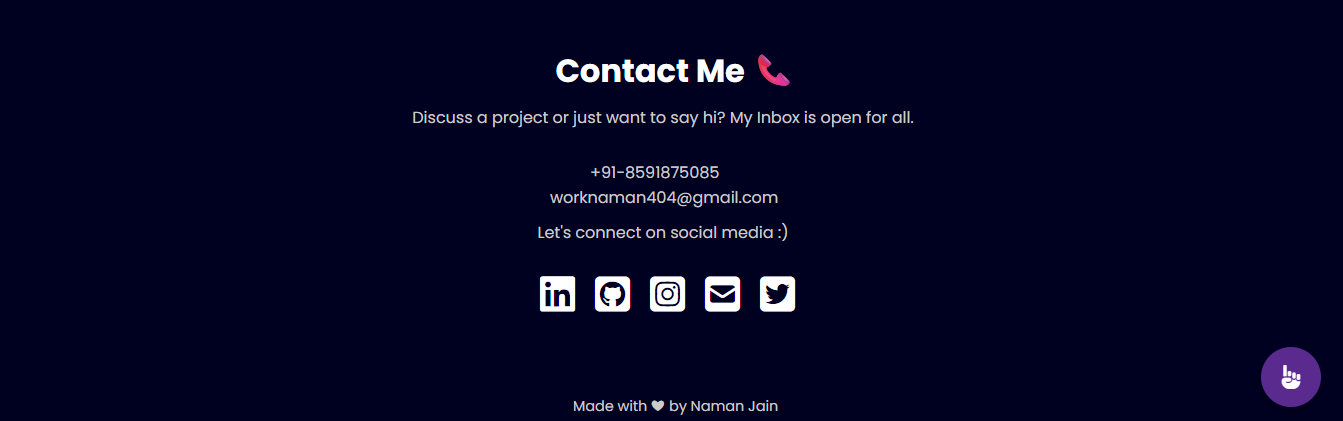 Contact Me
Discuss a project or just want to say hi? My Inbox is open for all.
+91-8591875085
worknaman404@gmail.com
Let's connect on social media :)
in
Made with ❤ by Naman Jain